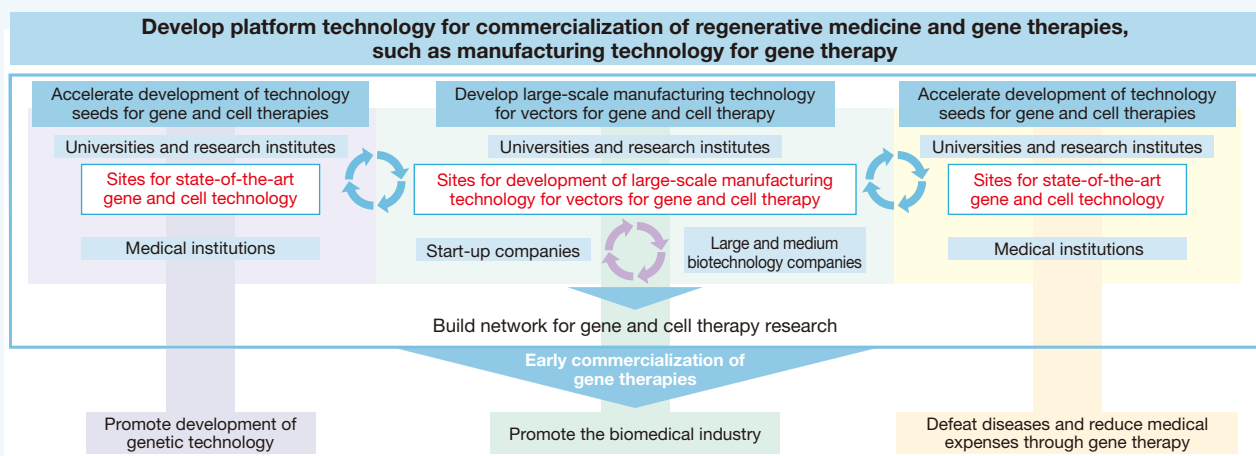 Develop platform technology for commercialization of regenerative medicine and gene therapies,
such as manufacturing technology for gene therapy
Accelerate development of technology
seeds for gene and cell therapies
Universities and research institutes
Sites for state-of-the-art
gene and cell technology
Medical institutions
Develop large-scale manufacturing technology
for vectors for gene and cell therapy
Universities and research institutes
Sites for development of large-scale manufacturing
technology for vectors for gene and cell therapy
Start-up companies
Large and medium
biotechnology companies
Accelerate development of technology
seeds for gene and cell therapies
Universities and research institutes
Sites for state-of-the-art
gene and cell technology
Medical institutions
Build network for gene and cell therapy research
Early commercialization of
gene therapies
Promote development of
genetic technology
Promote the biomedical industry
Defeat diseases and reduce medical
expenses through gene therapy